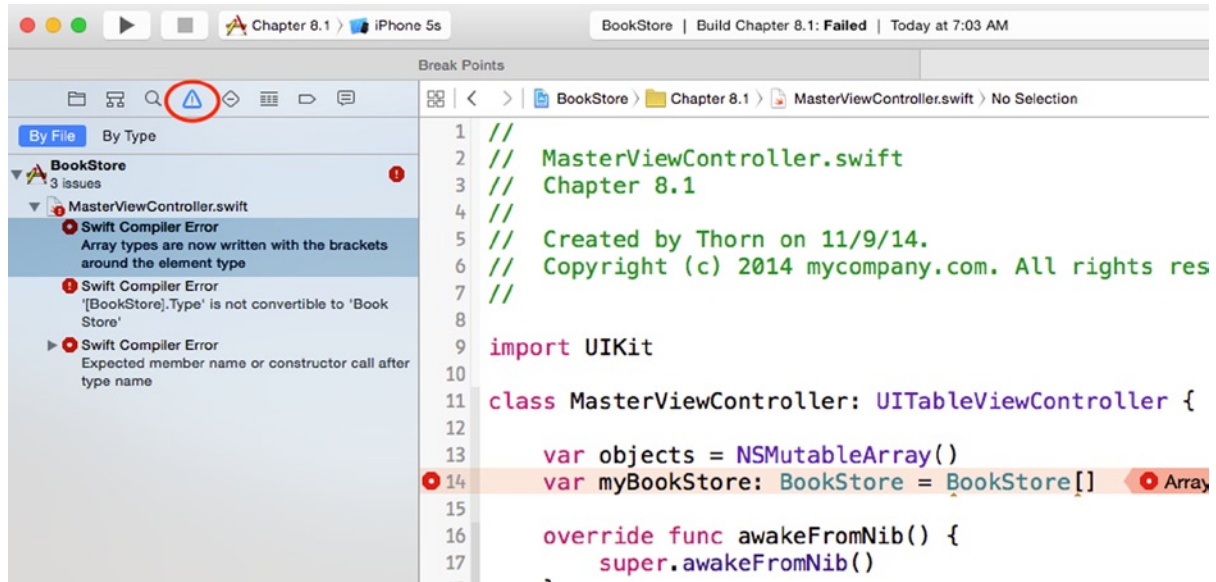 Chapter 8.1 〉 iPhone 5s
BookStore | Build Chapter 8.1: Failed | Today at 7:03 AM
Break Points
BookStore 〉 Chapter 8.1 〉 MasterViewController.swift 〉 No Selection
By File By Type
BookStore
3 issues
MasterViewController.swift
Swift Compiler Error
Array types are now written with the brackets
around the element type
Swift Compiler Error
'[BookStore].Type' is not convertible to 'Book
Store'
Swift Compiler Error
Expected member name or constructor call after
type name
1 //
2 // MasterViewController.swift
3 // Chapter 8.1
4 //
5 // Created by Thorn on 11/9/14.
6 // Copyright (c) 2014 mycompany.com. All rights res
7 //
8
9 import UIKit
10
11 class MasterViewController: UITableViewController {
12
13 var objects = NSMutableArray()
14 var myBookStore: BookStore = BookStore[] Array
15
16 override func awakeFromNib() {
17 super.awakeFromNib()